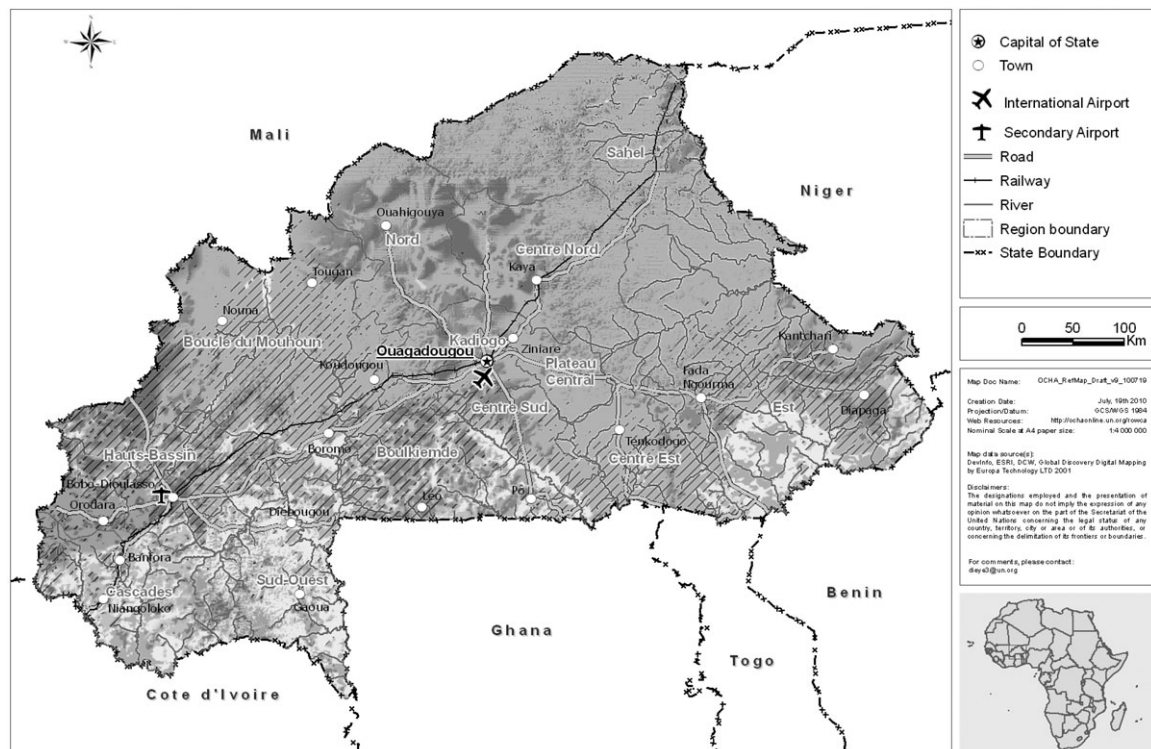 Mali
Niger
Sahel
Ouahigouya
Nord
Centre Nord
Kaya
Tougan
Nouna
Boucle du Mouhoun
Kadiogo
Ziniare
Ouagadougou
Koudougou
Plateau
Central
Kantchari
Fada
Ngourma
Est
Diapaga
Centre Sud
Tenkodogo
Centre Est
Boromo
Boulkiemde
Hauts-Bassin
Bobo-Dioulasso
Orodara
Léo
Pô
Diebougou
Banfora
Cascades
Niangoloko
Sud-Ouest
Gaoua
Ghana
Togo
Benin
Cote d'Ivoire
Capital of State
Town
International Airport
Secondary Airport
Road
Railway
River
Region boundary
State Boundary
0 50 100
Km
Map Doc Name: OCHA_RefMap_Draft_v9_100719
Creation Date: July, 19th 2010
Projection/Datum: GCS/WGS 1984
Web Resources: http://ochaonline.un.org/rowca
Nominal Scale at A4 paper size: 1:4 000 000
Map data source(s):
DevInfo, ESRI, DCW, Global Discovery Digital Mapping
by Europa Technology LTD 2001
Disclaimers:
The designations employed and the presentation of
material on this map do not imply the expression of any
opinion whatsoever on the part of the Secretariat of the
United Nations concerning the legal status of any
country, territory, city or area or of its authorities, or
concerning the delimitation of its frontiers or boundaries.
For comments, please contact:
dieye3@un.org